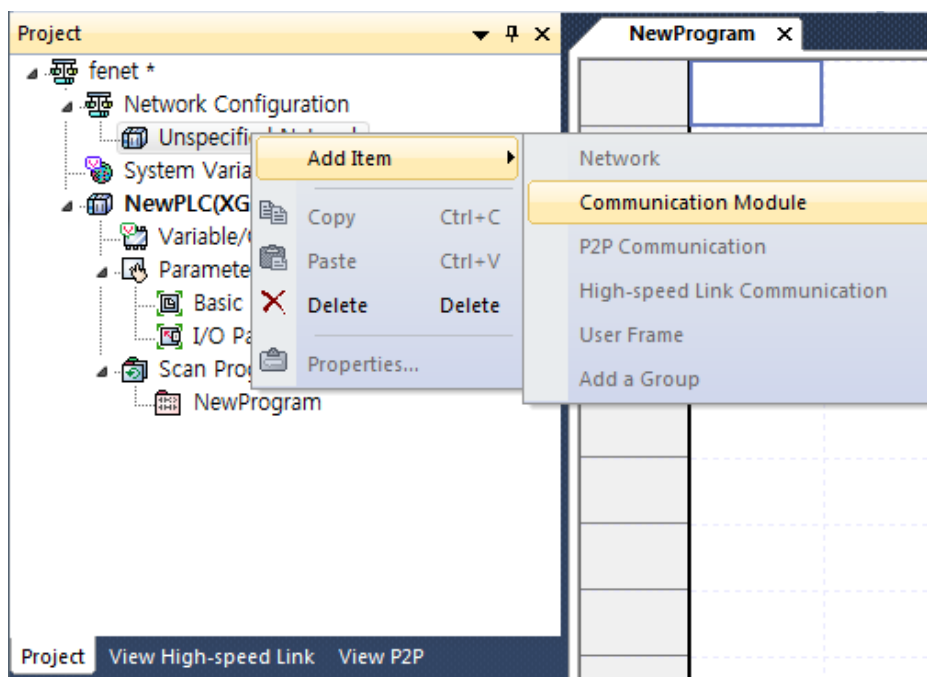 Project
NewProgram
fenet *
Network Configuration
Unspecifi
System Varia
NewPLC(XG
Variable/
Paramete
Basic
I/O Pa
Scan Pro
NewProgram
Add Item
Copy Ctrl+C
Paste Ctrl+V
Delete Delete
Properties...
Network
Communication Module
P2P Communication
High-speed Link Communication
User Frame
Add a Group
Project View High-speed Link View P2P